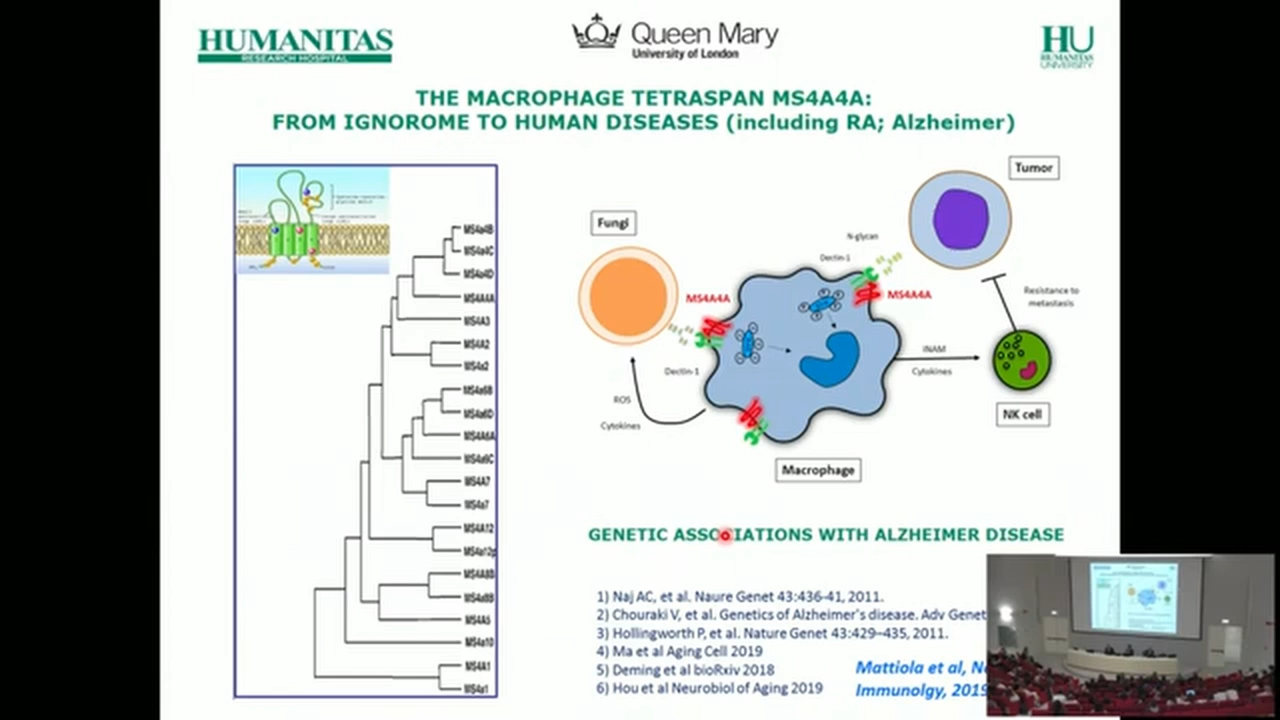 HUMANITAS
RESEARCH HOSPITAL
Queen Mary
University of London
HU
HUMANITAS
UNIVERSITY
THE MACROPHAGE TETRASPAN MS4A4A:
FROM IGNOROME TO HUMAN DISEASES (including RA; Alzheimer)
MS4a4B
MS4a4C
MS4a4D
MS4A4A
MS4A3
MS4A2
MS4a2
MS4a6B
MS4a6D
MS4A6A
MS4a6C
MS4A7
MS4a7
MS4A12
MS4a12p
MS4A8B
MS4a8B
MS4A5
MS4a10
MS4A1
MS4a1
Fungi
Tumor
N-glycan
Dectin-1
MS4A4A
MS4A4A
Resistance to
metastasis
Dectin-1
INAM
Cytokines
ROS
Cytokines
NK cell
Macrophage
GENETIC ASSOCIATIONS WITH ALZHEIMER DISEASE
1) Naj AC, et al. Naure Genet 43:436-41, 2011.
2) Chouraki V, et al. Genetics of Alzheimer's disease. Adv Genet
3) Hollingworth P, et al. Nature Genet 43:429–435, 2011.
4) Ma et al Aging Cell 2019
5) Deming et al bioRxiv 2018
6) Hou et al Neurobiol of Aging 2019
Mattiola et al,
Immunolgy, 2019